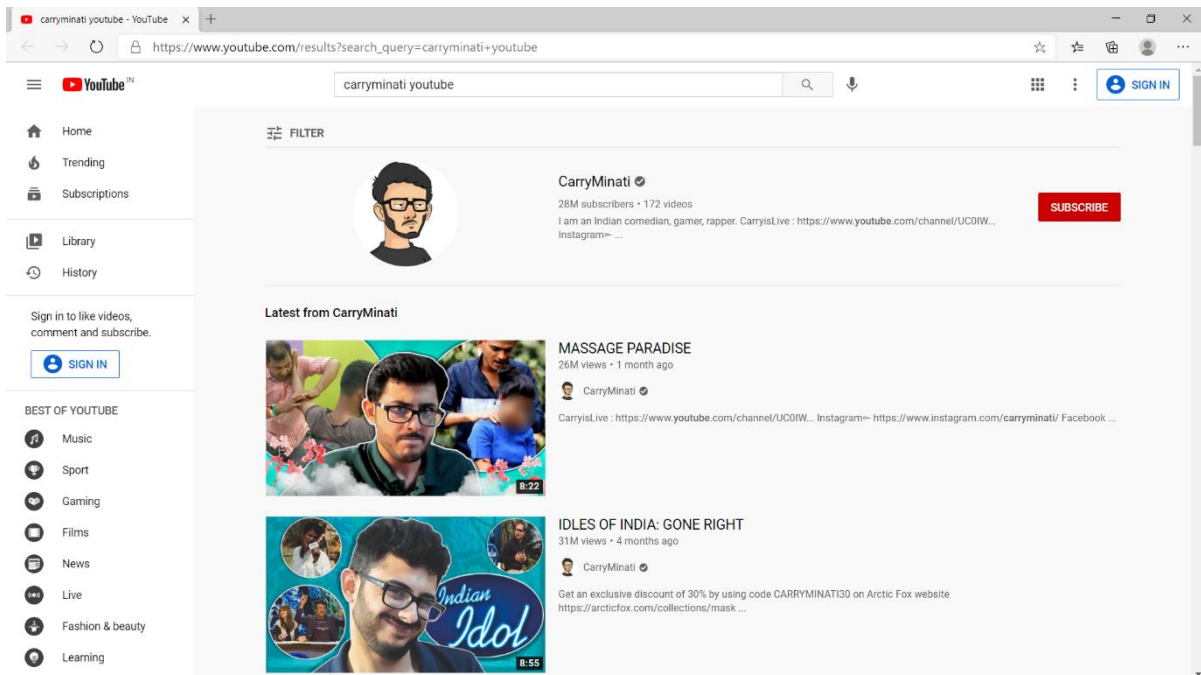 carryminati youtube - YouTube
https://www.youtube.com/results?search_query=carryminati+youtube
YouTube IN
carryminati youtube
SIGN IN
Home
Trending
Subscriptions
Library
History
Sign in to like videos,
comment and subscribe.
SIGN IN
BEST OF YOUTUBE
Music
Sport
Gaming
Films
News
Live
Fashion & beauty
Learning
FILTER
CarryMinati
28M subscribers • 172 videos
I am an Indian comedian, gamer, rapper. CarryisLive : https://www.youtube.com/channel/UC0IW...
Instagram► ...
SUBSCRIBE
Latest from CarryMinati
8:22
MASSAGE PARADISE
26M views • 1 month ago
CarryMinati
CarryisLive : https://www.youtube.com/channel/UC0IW... Instagram► https://www.instagram.com/carryminati/ Facebook ...
Indian
Idol
8:55
IDLES OF INDIA: GONE RIGHT
31M views • 4 months ago
CarryMinati
Get an exclusive discount of 30% by using code CARRYMINATI30 on Arctic Fox website
https://arcticfox.com/collections/mask ...